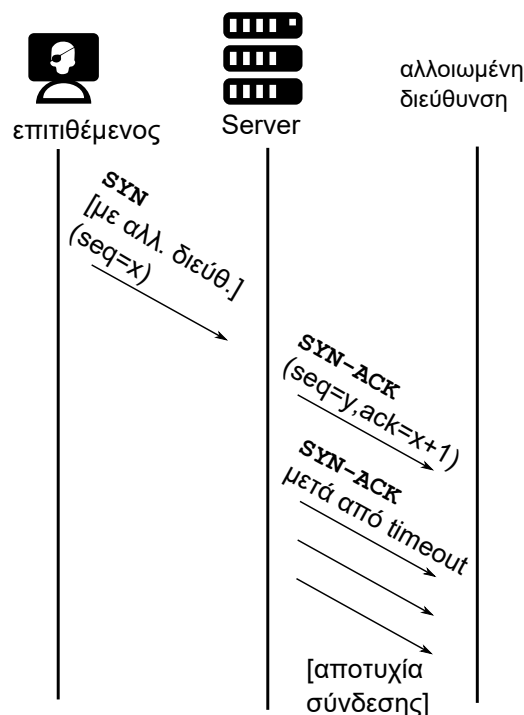 επιτιθέμενος
Server
αλλοιωμένη
διεύθυνση
SYN
[με αλλ. διεύθ.]
(seq=x)
SYN-ACK
(seq=y,ack=x+1)
SYN-ACK
μετά από timeout
[αποτυχία
σύνδεσης]